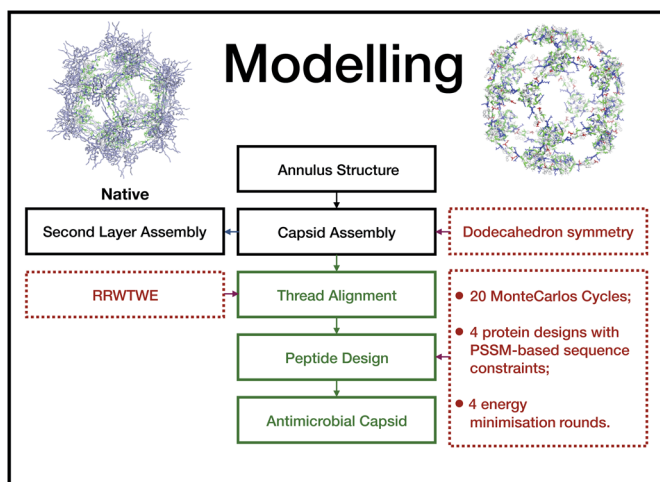 Modelling
Native
Annulus Structure
Second Layer Assembly
Capsid Assembly
Dodecahedron symmetry
RRWTWE
Thread Alignment
Peptide Design
Antimicrobial Capsid
• 20 MonteCarlos Cycles;
• 4 protein designs with
PSSM-based sequence
constraints;
• 4 energy
minimisation rounds.